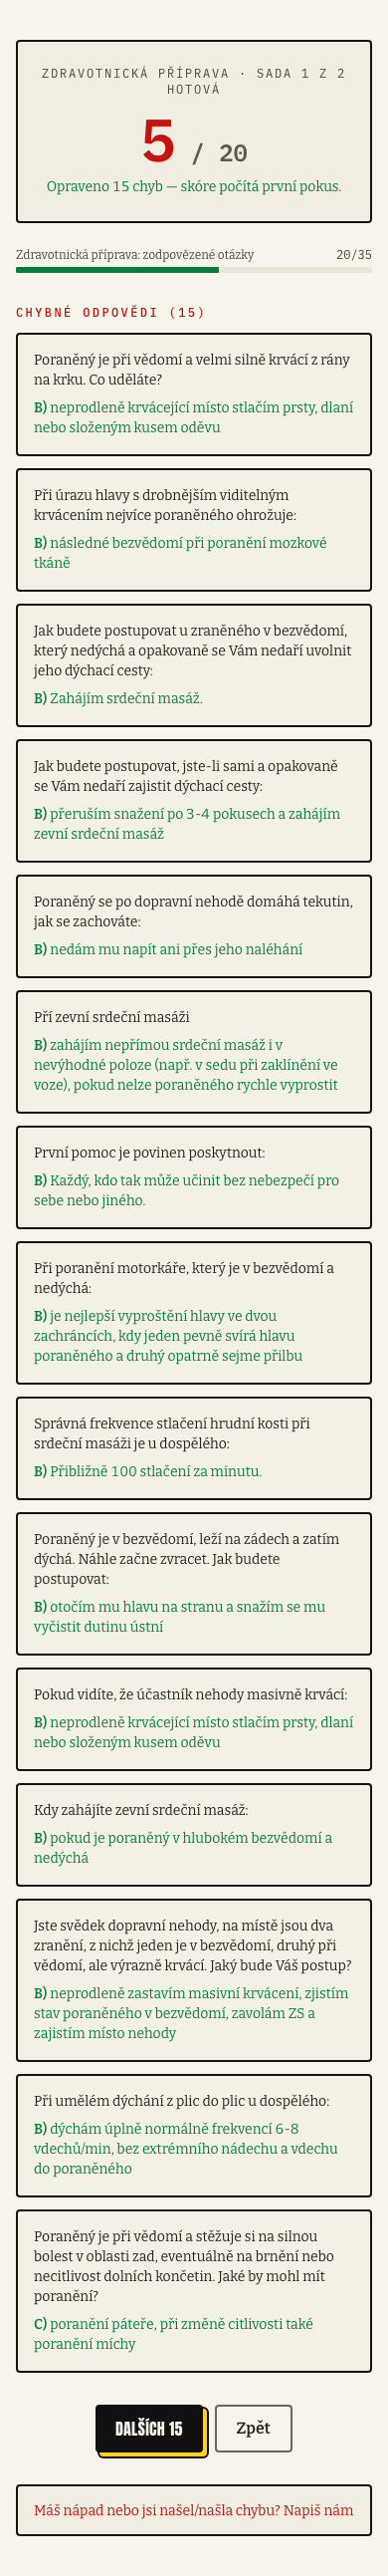 ZDRAVOTNICKÁ PŘÍPRAVA · SADA 1 Z 2
HOTOVÁ
5 / 20
Opraveno 15 chyb — skóre počítá první pokus.
Zdravotnická příprava: zodpovězené otázky 20/35
CHYBNÉ ODPOVĚDI (15)
Poraněný je při vědomí a velmi silně krvácí z rány
na krku. Co uděláte?
B) neprodleně krvácející místo stlačím prsty, dlaní
nebo složeným kusem oděvu
Při úrazu hlavy s drobnějším viditelným
krvácením nejvíce poraněného ohrožuje:
B) následné bezvědomí při poranění mozkové
tkáně
Jak budete postupovat u zraněného v bezvědomí,
který nedýchá a opakovaně se Vám nedaří uvolnit
jeho dýchací cesty:
B) Zahájím srdeční masáž.
Jak budete postupovat, jste-li sami a opakovaně
se Vám nedaří zajistit dýchací cesty:
B) přeruším snažení po 3-4 pokusech a zahájím
zevní srdeční masáž
Poraněný se po dopravní nehodě domáhá tekutin,
jak se zachováte:
B) nedám mu napít ani přes jeho naléhání
Pří zevní srdeční masáži
B) zahájím nepřímou srdeční masáž i v
nevýhodné poloze (např. v sedu při zaklínění ve
voze), pokud nelze poraněného rychle vyprostit
První pomoc je povinen poskytnout:
B) Každý, kdo tak může učinit bez nebezpečí pro
sebe nebo jiného.
Při poranění motorkáře, který je v bezvědomí a
nedýchá:
B) je nejlepší vyproštění hlavy ve dvou
zachráncích, kdy jeden pevně svírá hlavu
poraněného a druhý opatrně sejme přilbu
Správná frekvence stlačení hrudní kosti při
srdeční masáži je u dospělého:
B) Přibližně 100 stlačení za minutu.
Poraněný je v bezvědomí, leží na zádech a zatím
dýchá. Náhle začne zvracet. Jak budete
postupovat:
B) otočím mu hlavu na stranu a snažím se mu
vyčistit dutinu ústní
Pokud vidíte, že účastník nehody masivně krvácí:
B) neprodleně krvácející místo stlačím prsty, dlaní
nebo složeným kusem oděvu
Kdy zahájíte zevní srdeční masáž:
B) pokud je poraněný v hlubokém bezvědomí a
nedýchá
Jste svědek dopravní nehody, na místě jsou dva
zranění, z nichž jeden je v bezvědomí, druhý při
vědomí, ale výrazně krvácí. Jaký bude Váš postup?
B) neprodleně zastavím masivní krvácení, zjistím
stav poraněného v bezvědomí, zavolám ZS a
zajistím místo nehody
Při umělém dýchání z plic do plic u dospělého:
B) dýchám úplně normálně frekvencí 6-8
vdechů/min, bez extrémního nádechu a vdechu
do poraněného
Poraněný je při vědomí a stěžuje si na silnou
bolest v oblasti zad, eventuálně na brnění nebo
necitlivost dolních končetin. Jaké by mohl mít
poranění?
C) poranění páteře, při změně citlivosti také
poranění míchy
DALŠÍCH 15 Zpět
Máš nápad nebo jsi našel/našla chybu? Napiš nám